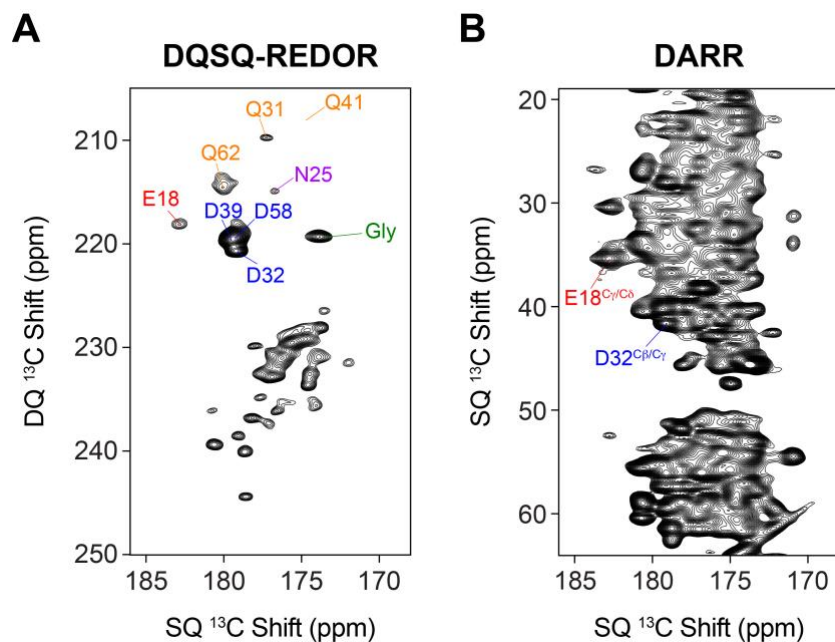 A
DQSQ-REDOR
DQ ¹³C Shift (ppm)
210
220
230
240
250
Q41
Q31
Q62
N25
E18
D39
D58
Gly
D32
185
180
175
170
SQ ¹³C Shift (ppm)
B
DARR
SQ ¹³C Shift (ppm)
20
30
40
50
60
E18Cγ/Cδ
D32Cβ/Cγ
185
180
175
170
SQ ¹³C Shift (ppm)